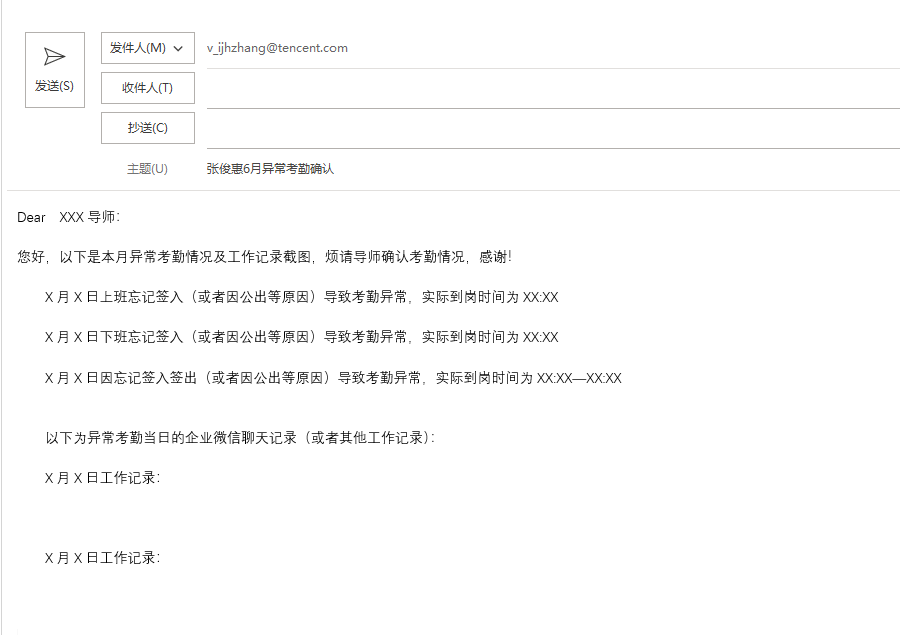 发件人(M)
v_ijhzhang@tencent.com
发送(S)
收件人(T)
抄送(C)
主题(U)
张俊惠6月异常考勤确认
Dear XXX 导师：
您好，以下是本月异常考勤情况及工作记录截图，烦请导师确认考勤情况，感谢！
X 月 X 日上班忘记签入（或者因公出等原因）导致考勤异常，实际到岗时间为 XX:XX
X 月 X 日下班忘记签入（或者因公出等原因）导致考勤异常，实际到岗时间为 XX:XX
X 月 X 日因忘记签入签出（或者因公出等原因）导致考勤异常，实际到岗时间为 XX:XX—XX:XX
以下为异常考勤当日的企业微信聊天记录（或者其他工作记录）：
X 月 X 日工作记录：
X 月 X 日工作记录：